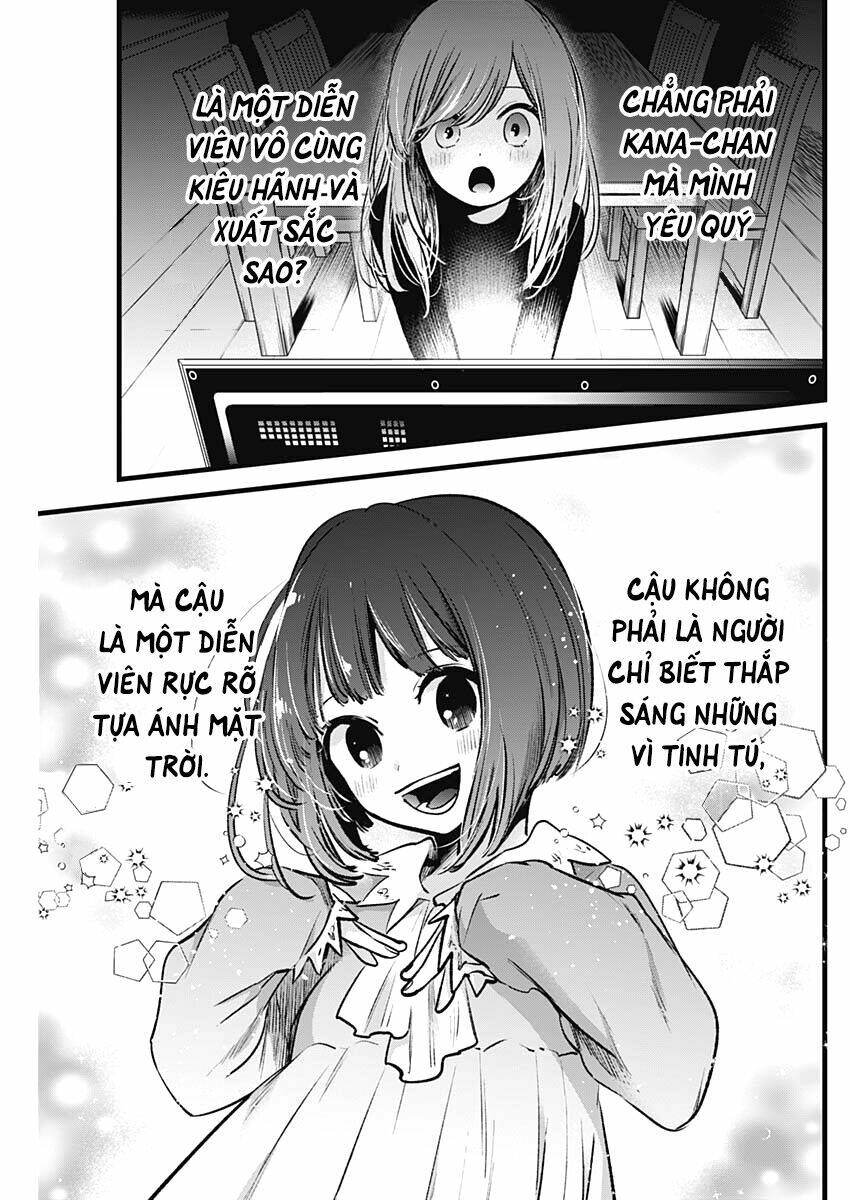 CHẲNG PHẢI
KANA-CHAN
MÀ MÌNH
YÊU QUÝ
LÀ MỘT DIỄN
VIÊN VÔ CÙNG
KIÊU HÃNH VÀ
XUẤT SẮC
SAO?
CẬU KHÔNG
PHẢI LÀ NGƯỜI
CHỈ BIẾT THẮP
SÁNG NHỮNG
VÌ TINH TÚ,
MÀ CẬU
LÀ MỘT DIỄN
VIÊN RỰC RỠ
TỰA ÁNH MẶT
TRỜI.